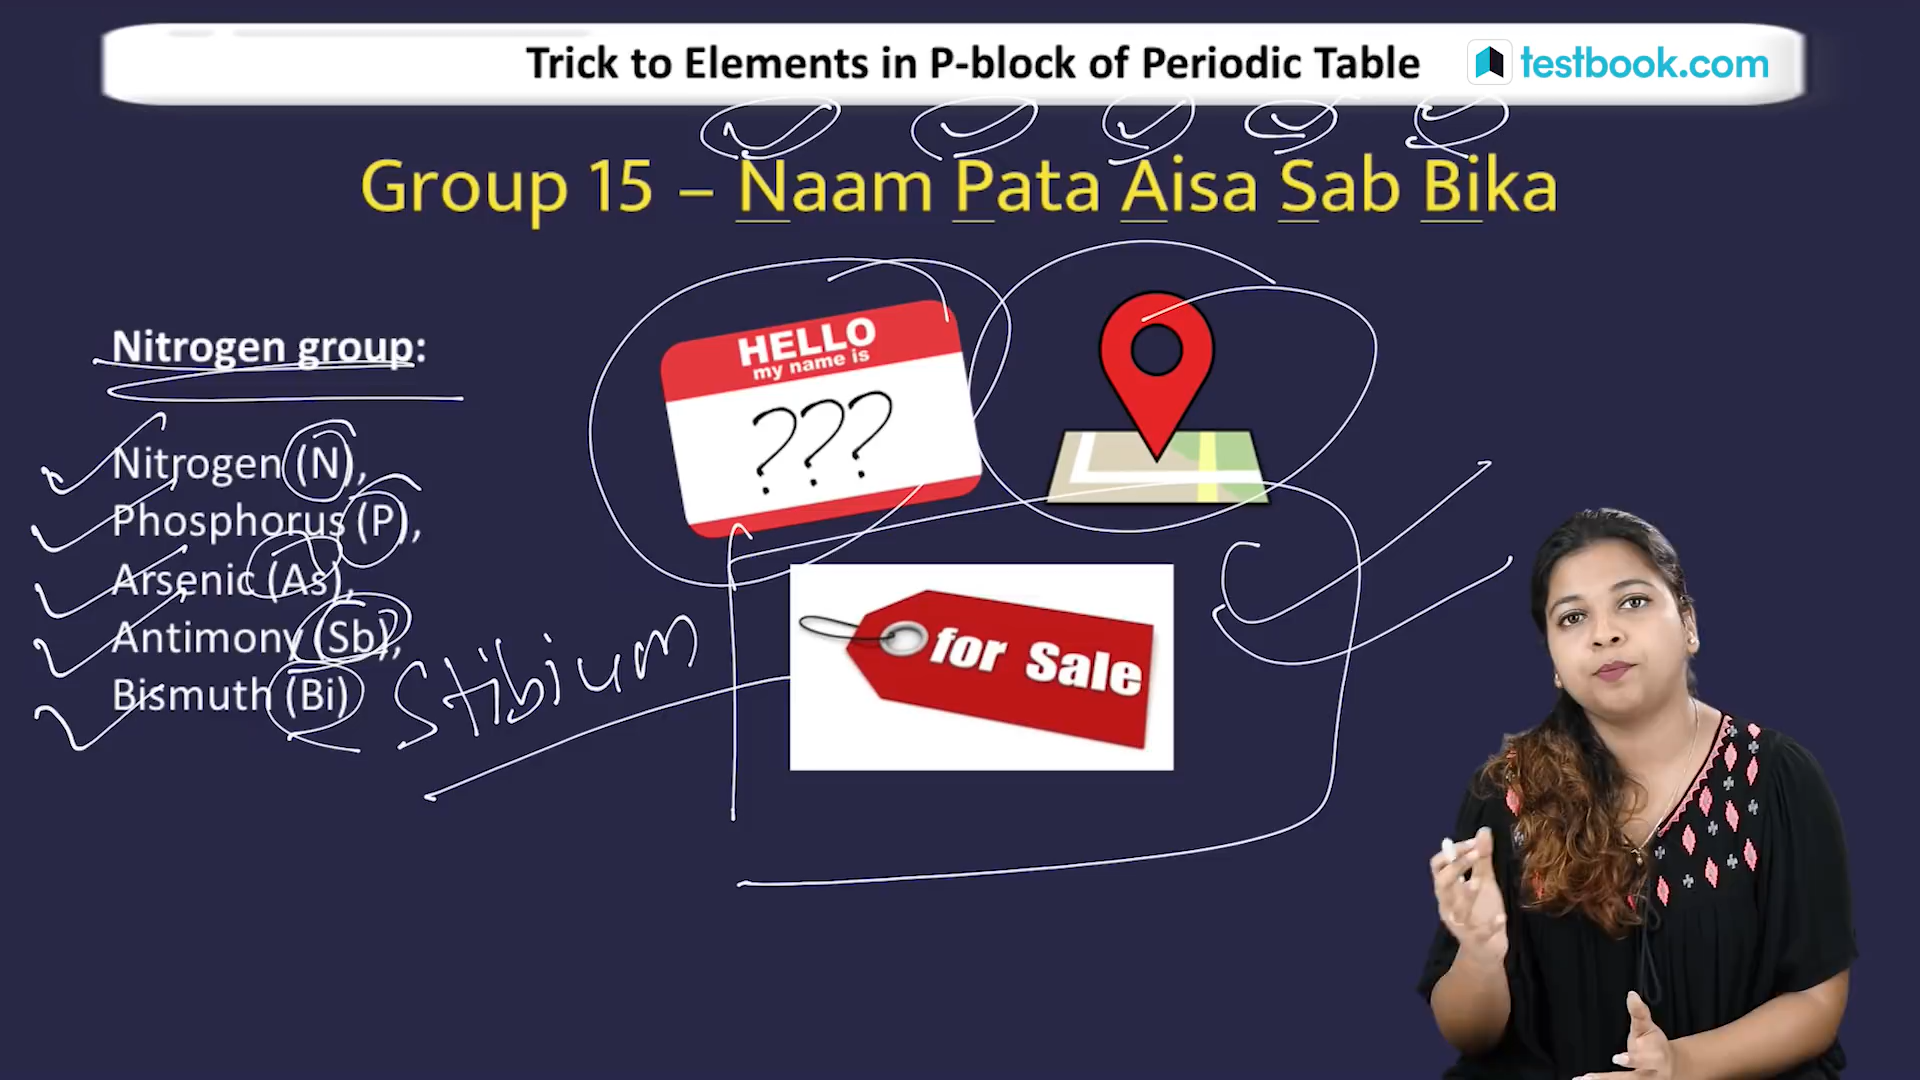 Trick to Elements in P-block of Periodic Table
testbook.com
Group 15 – Naam Pata Aisa Sab Bika
Nitrogen group:
Nitrogen (N),
Phosphorus (P),
Arsenic (As),
Antimony (Sb),
Bismuth (Bi)
Stibium
HELLO
my name is
???
for Sale